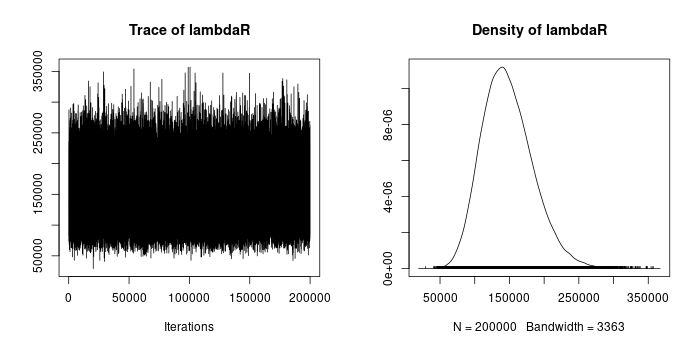 Trace of lambdaR
50000
150000
250000
350000
0
50000
100000
150000
200000
Iterations
Density of lambdaR
0e+00
4e-06
8e-06
50000
150000
250000
350000
N = 200000 Bandwidth = 3363